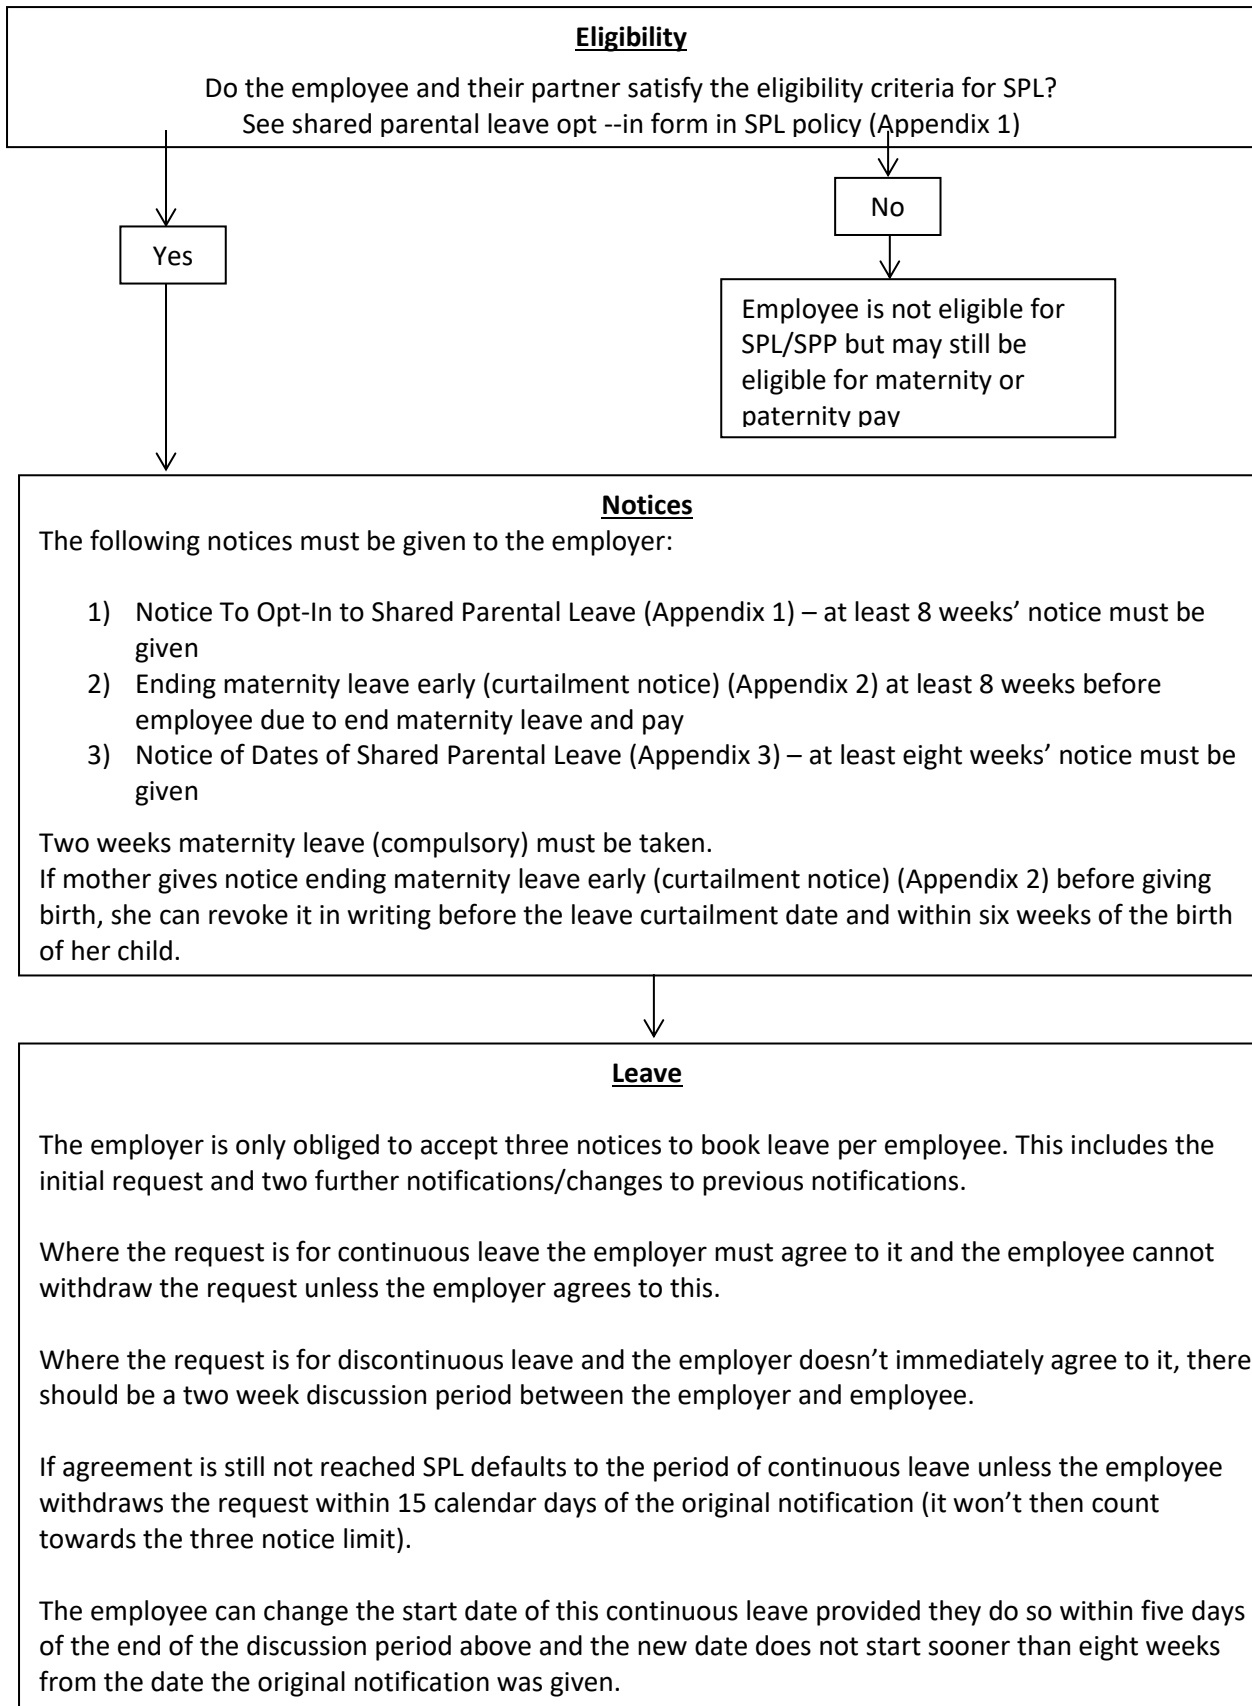 Eligibility
Do the employee and their partner satisfy the eligibility criteria for SPL?
See shared parental leave opt --in form in SPL policy (Appendix 1)
No
Yes
Employee is not eligible for
SPL/SPP but may still be
eligible for maternity or
paternity pay
Notices
The following notices must be given to the employer:
1) Notice To Opt-In to Shared Parental Leave (Appendix 1) – at least 8 weeks’ notice must be
given
2) Ending maternity leave early (curtailment notice) (Appendix 2) at least 8 weeks before
employee due to end maternity leave and pay
3) Notice of Dates of Shared Parental Leave (Appendix 3) – at least eight weeks’ notice must be
given
Two weeks maternity leave (compulsory) must be taken.
If mother gives notice ending maternity leave early (curtailment notice) (Appendix 2) before giving
birth, she can revoke it in writing before the leave curtailment date and within six weeks of the birth
of her child.
Leave
The employer is only obliged to accept three notices to book leave per employee. This includes the
initial request and two further notifications/changes to previous notifications.
Where the request is for continuous leave the employer must agree to it and the employee cannot
withdraw the request unless the employer agrees to this.
Where the request is for discontinuous leave and the employer doesn’t immediately agree to it, there
should be a two week discussion period between the employer and employee.
If agreement is still not reached SPL defaults to the period of continuous leave unless the employee
withdraws the request within 15 calendar days of the original notification (it won’t then count
towards the three notice limit).
The employee can change the start date of this continuous leave provided they do so within five days
of the end of the discussion period above and the new date does not start sooner than eight weeks
from the date the original notification was given.